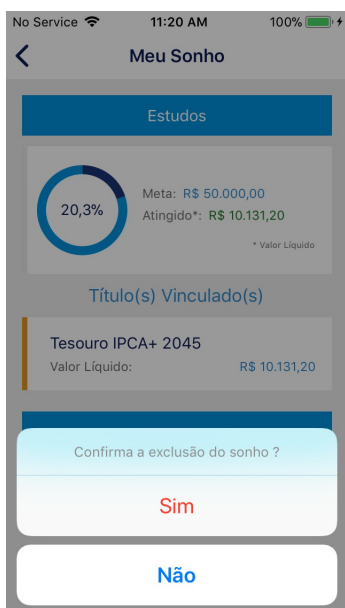 No Service 11:20 AM 100%
Meu Sonho
Estudos
20,3%
Meta: R$ 50.000,00
Atingido*: R$ 10.131,20
* Valor Líquido
Título(s) Vinculado(s)
Tesouro IPCA+ 2045
Valor Líquido: R$ 10.131,20
Confirma a exclusão do sonho ?
Sim
Não